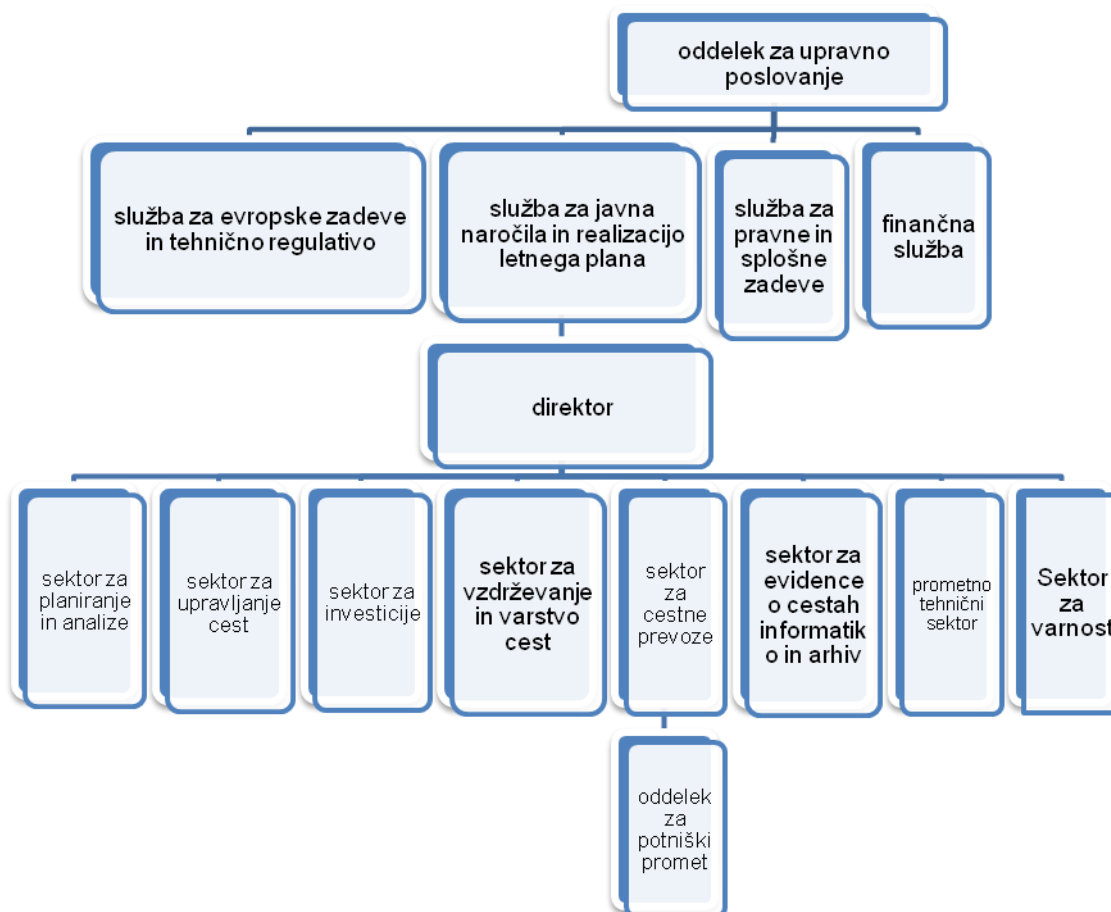 oddelek za upravno
poslovanje
služba za evropske zadeve
in tehnično regulativo
služba za javna
naročila in realizacijo
letnega plana
služba za
pravne in
splošne
zadeve
finančna
služba
direktor
sektor za
planiranje
in analize
sektor za
upravljanje
cest
sektor za
investicije
sektor za
vzdrževanje
in varstvo
cest
sektor
za
cestne
prevoze
sektor za
evidence
o cestah
informatik
o in arhiv
prometno
tehnični
sektor
Sektor
za
varnost
oddelek
za
potniški
promet